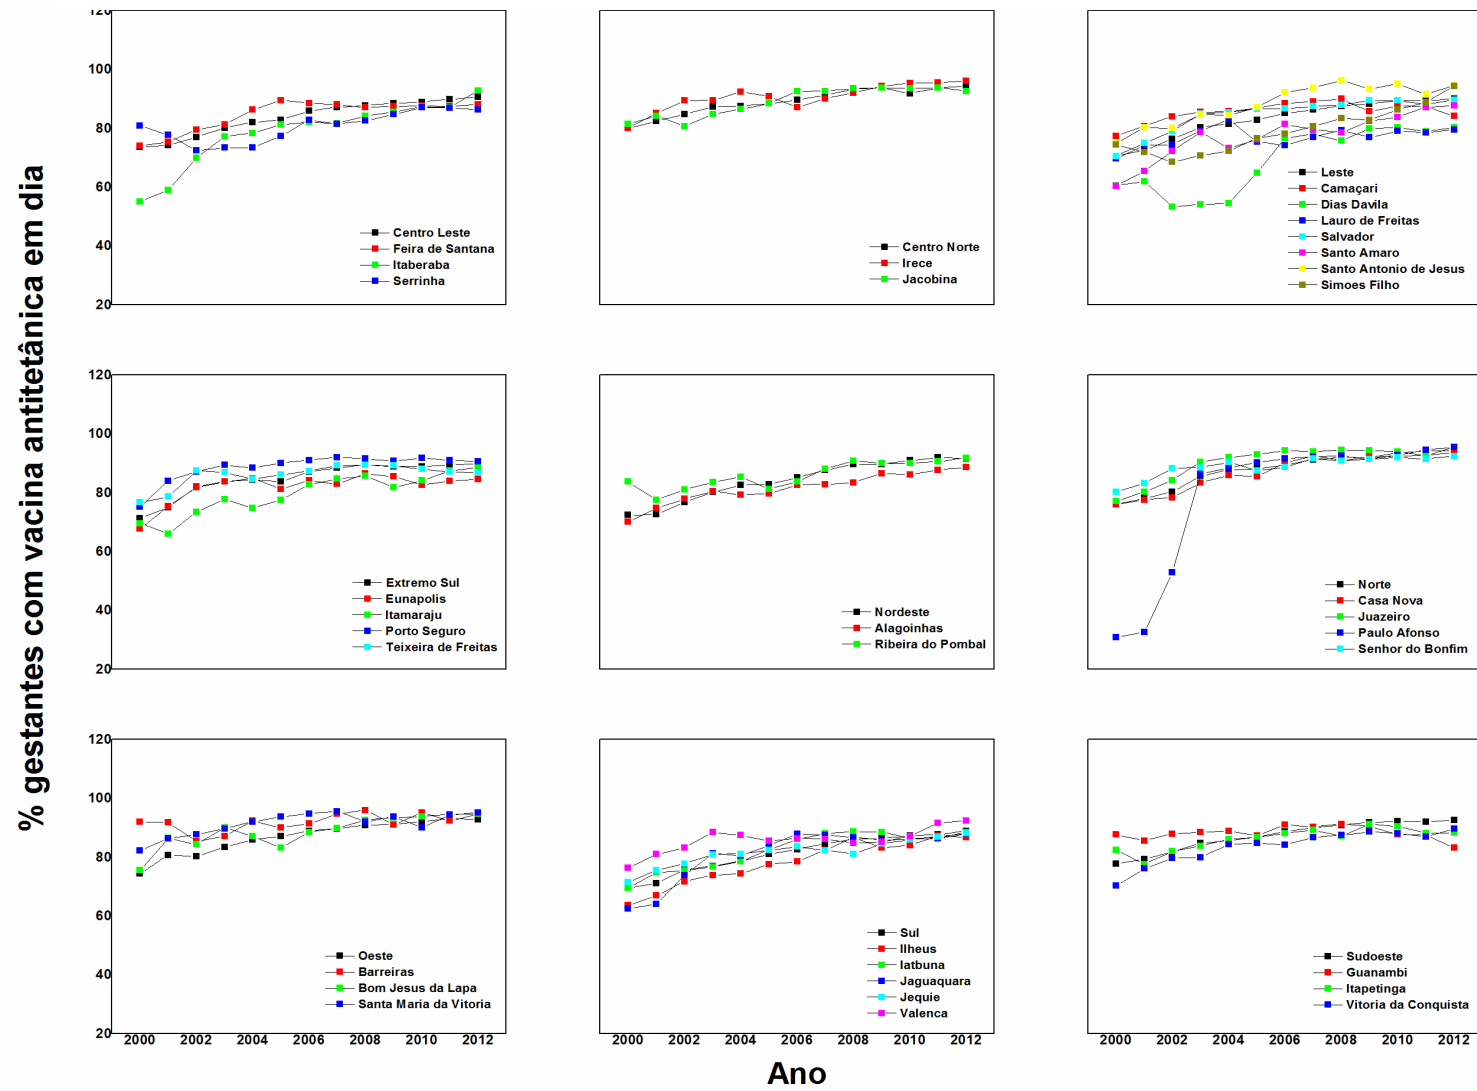 % gestantes com vacina antitetânica em dia
120
100
80
60
40
20
Centro Leste
Feira de Santana
Itaberaba
Serrinha
Centro Norte
Irece
Jacobina
Leste
Camaçari
Dias Davila
Lauro de Freitas
Salvador
Santo Amaro
Santo Antonio de Jesus
Simoes Filho
120
100
80
60
40
20
Extremo Sul
Eunapolis
Itamaraju
Porto Seguro
Teixeira de Freitas
Nordeste
Alagoinhas
Ribeira do Pombal
Norte
Casa Nova
Juazeiro
Paulo Afonso
Senhor do Bonfim
120
100
80
60
40
20
Oeste
Barreiras
Bom Jesus da Lapa
Santa Maria da Vitoria
Sul
Ilheus
Iatbuna
Jaguaquara
Jequie
Valenca
Sudoeste
Guanambi
Itapetinga
Vitoria da Conquista
2000 2002 2004 2006 2008 2010 2012
2000 2002 2004 2006 2008 2010 2012
2000 2002 2004 2006 2008 2010 2012
Ano